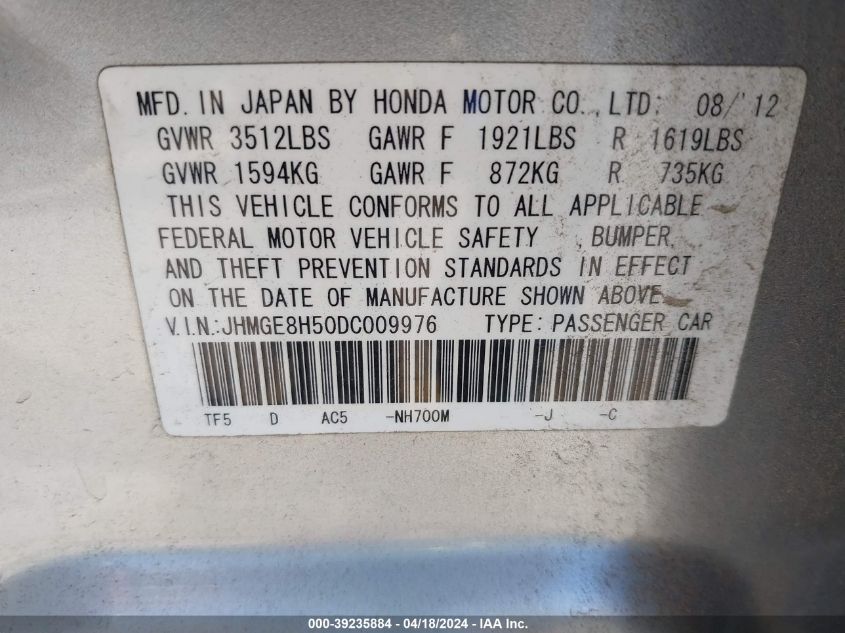 MFD. IN JAPAN BY HONDA MOTOR CO., LTD. 08/'12
GVWR 3512LBS GAWR F 1921LBS R 1619LBS
GVWR 1594KG GAWR F 872KG R 735KG
THIS VEHICLE CONFORMS TO ALL APPLICABLE
FEDERAL MOTOR VEHICLE SAFETY , BUMPER,
AND THEFT PREVENTION STANDARDS IN EFFECT
ON THE DATE OF MANUFACTURE SHOWN ABOVE.
V.I.N.:JHMGE8H50DC009976 TYPE: PASSENGER CAR
TF5 D AC5 -NH700M -J -C
000-39235884 - 04/18/2024 - IAA Inc.